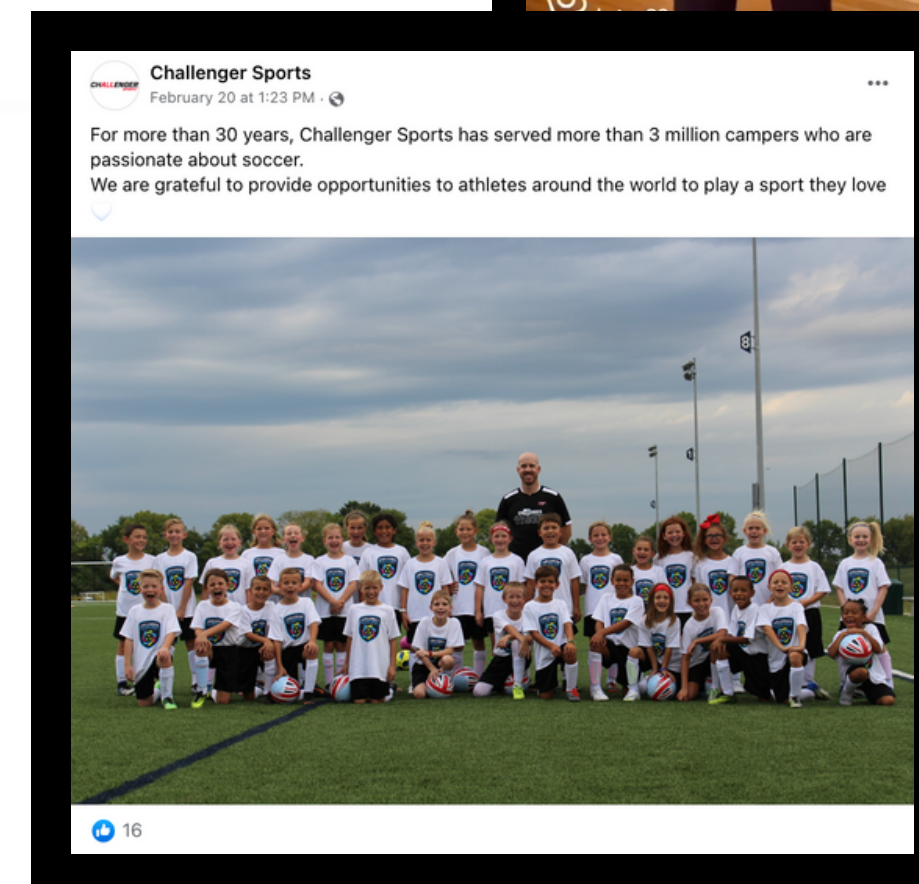 Challenger Sports
CHALLENGER
February 20 at 1:23 PM ·
For more than 30 years, Challenger Sports has served more than 3 million campers who are
passionate about soccer.
We are grateful to provide opportunities to athletes around the world to play a sport they love
8
16